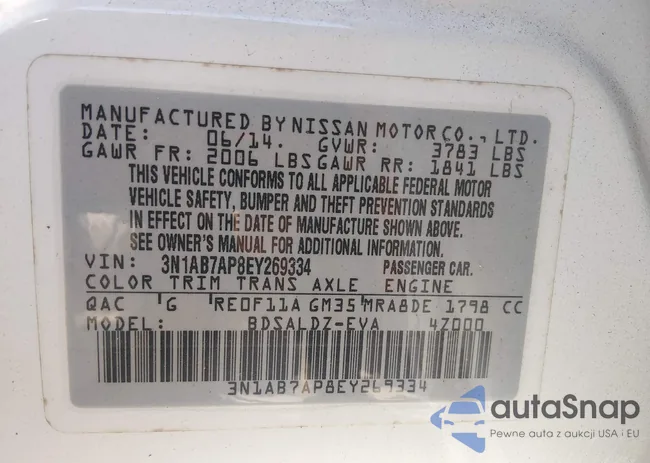 MANUFACTURED BY NISSAN MOTOR CO., LTD.
DATE: 06/14. GVWR: 3783 LBS
GAWR FR: 2006 LBS GAWR RR: 1841 LBS
THIS VEHICLE CONFORMS TO ALL APPLICABLE FEDERAL MOTOR
VEHICLE SAFETY, BUMPER AND THEFT PREVENTION STANDARDS
IN EFFECT ON THE DATE OF MANUFACTURE SHOWN ABOVE.
SEE OWNER'S MANUAL FOR ADDITIONAL INFORMATION.
VIN: 3N1AB7AP8EY269334 PASSENGER CAR.
COLOR TRIM TRANS AXLE ENGINE
QAC G RE0F11A GM35 MRA8DE 1798 CC
MODEL: BDSALDZ-EVA 4Z000
3N1AB7AP8EY269334
autaSnap
Pewne auta z aukcji USA i EU